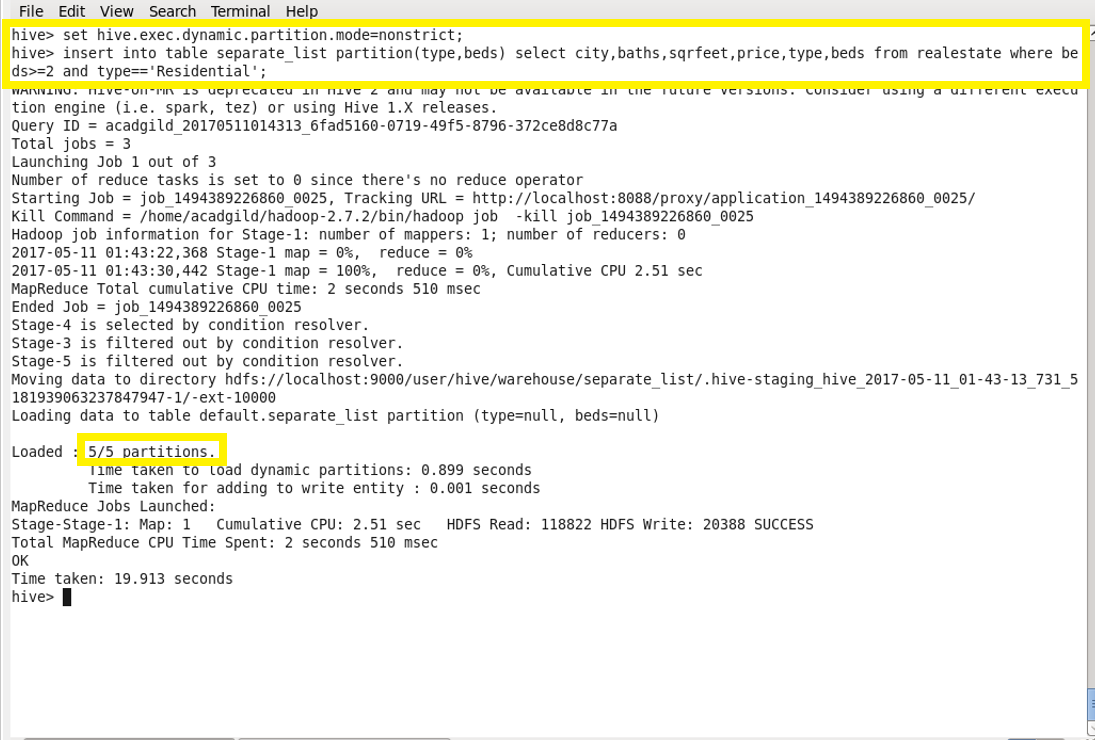 File Edit View Search Terminal Help
hive> set hive.exec.dynamic.partition.mode=nonstrict;
hive> insert into table separate_list partition(type,beds) select city,baths,sqrfeet,price,type,beds from realestate where be
ds>=2 and type=='Residential';
WARNING: Hive-on-MR is deprecated in Hive 2 and may not be available in the future versions. Consider using a different execu
tion engine (i.e. spark, tez) or using Hive 1.X releases.
Query ID = acadgild_20170511014313_6fad5160-0719-49f5-8796-372ce8d8c77a
Total jobs = 3
Launching Job 1 out of 3
Number of reduce tasks is set to 0 since there's no reduce operator
Starting Job = job_1494389226860_0025, Tracking URL = http://localhost:8088/proxy/application_1494389226860_0025/
Kill Command = /home/acadgild/hadoop-2.7.2/bin/hadoop job  -kill job_1494389226860_0025
Hadoop job information for Stage-1: number of mappers: 1; number of reducers: 0
2017-05-11 01:43:22,368 Stage-1 map = 0%,  reduce = 0%
2017-05-11 01:43:30,442 Stage-1 map = 100%,  reduce = 0%, Cumulative CPU 2.51 sec
MapReduce Total cumulative CPU time: 2 seconds 510 msec
Ended Job = job_1494389226860_0025
Stage-4 is selected by condition resolver.
Stage-3 is filtered out by condition resolver.
Stage-5 is filtered out by condition resolver.
Moving data to directory hdfs://localhost:9000/user/hive/warehouse/separate_list/.hive-staging_hive_2017-05-11_01-43-13_731_5
181939063237847947-1/-ext-10000
Loading data to table default.separate_list partition (type=null, beds=null)
Loaded : 5/5 partitions.
Time taken to load dynamic partitions: 0.899 seconds
Time taken for adding to write entity : 0.001 seconds
MapReduce Jobs Launched:
Stage-Stage-1: Map: 1   Cumulative CPU: 2.51 sec   HDFS Read: 118822 HDFS Write: 20388 SUCCESS
Total MapReduce CPU Time Spent: 2 seconds 510 msec
OK
Time taken: 19.913 seconds
hive>